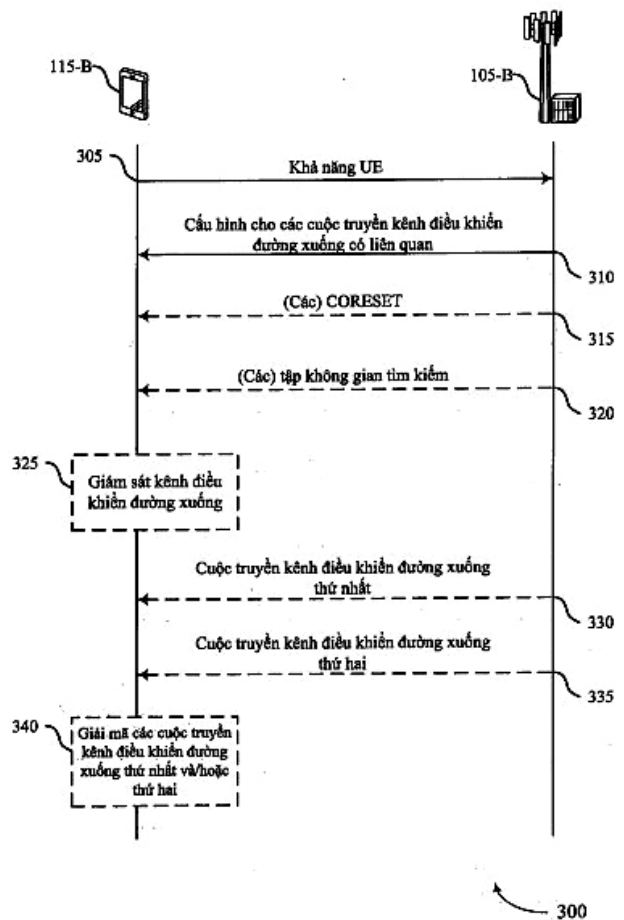 115-B
105-B
305
Khả năng UE
Cấu hình cho các cuộc truyền kênh điều khiển
đường xuống có liên quan
310
(Các) CORESET
315
(Các) tập không gian tìm kiếm
320
325
Giám sát kênh điều
khiển đường xuống
Cuộc truyền kênh điều khiển đường xuống
thứ nhất
330
Cuộc truyền kênh điều khiển đường xuống
thứ hai
335
340
Giải mã các cuộc truyền
kênh điều khiển đường
xuống thứ nhất và/hoặc
thứ hai
300